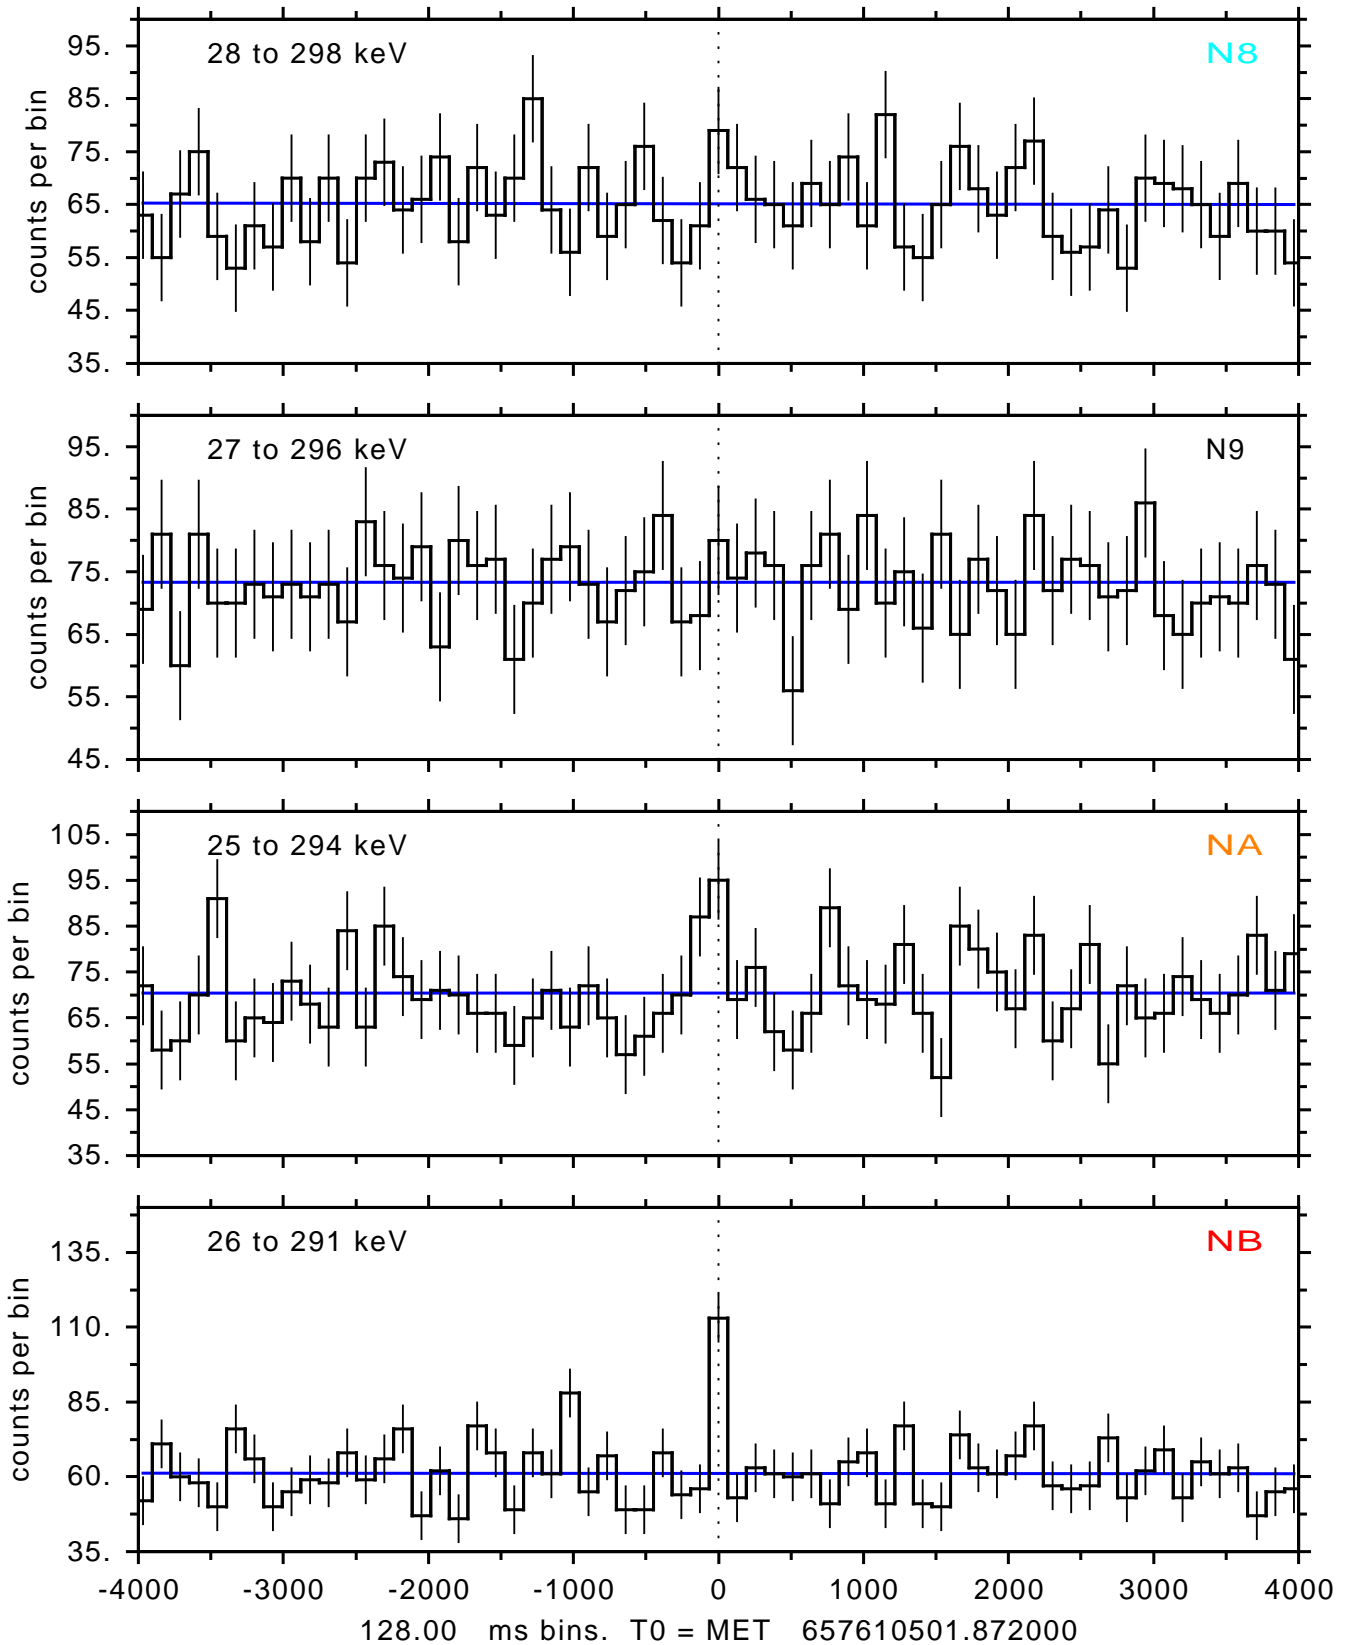 28 to 298 keV N8
95.
85.
75.
65.
55.
45.
35.
counts per bin
27 to 296 keV N9
95.
85.
75.
65.
55.
45.
counts per bin
25 to 294 keV NA
105.
95.
85.
75.
65.
55.
45.
35.
counts per bin
26 to 291 keV NB
135.
110.
85.
60.
35.
counts per bin
-4000 -3000 -2000 -1000 0 1000 2000 3000 4000
128.00 ms bins. T0 = MET 657610501.872000